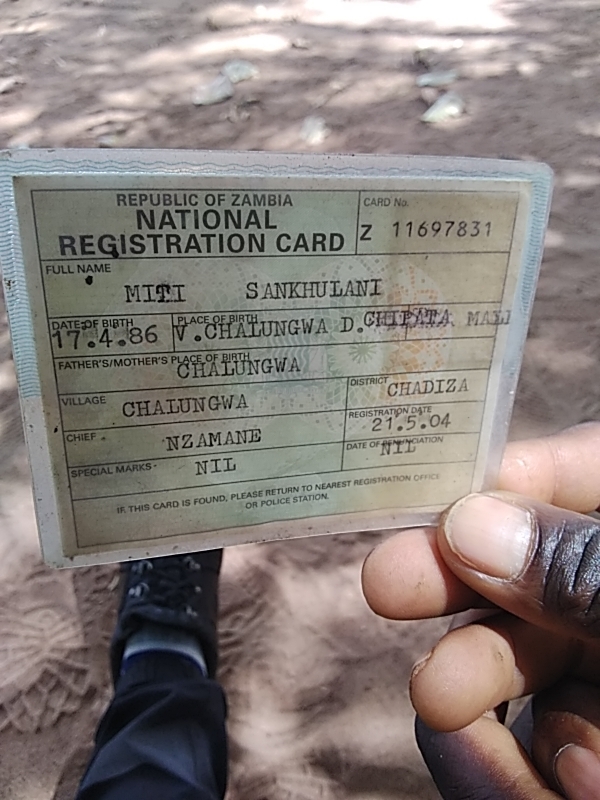 REPUBLIC OF ZAMBIA
NATIONAL
REGISTRATION CARD
CARD No.
Z 11697831
FULL NAME
MITI SANKHULANI
DATE OF BIRTH
17.4.86
PLACE OF BIRTH
V.CHALUNGWA D.CHIPATA MALE
FATHER'S/MOTHER'S PLACE OF BIRTH
CHALUNGWA
VILLAGE CHALUNGWA
DISTRICT CHADIZA
CHIEF NZAMANE
REGISTRATION DATE
21.5.04
SPECIAL MARKS NIL
DATE OF RENUNCIATION
NIL
IF THIS CARD IS FOUND, PLEASE RETURN TO NEAREST REGISTRATION OFFICE
OR POLICE STATION.